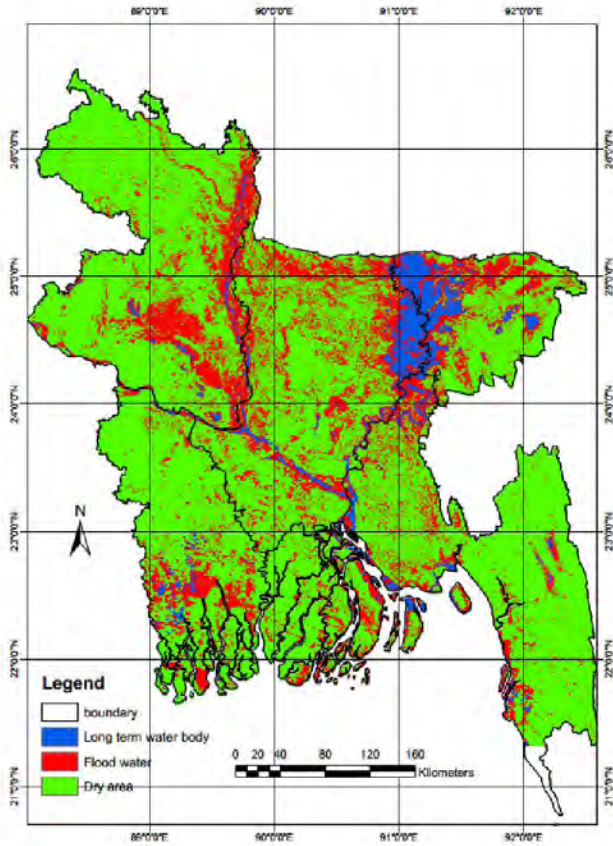 89°0'0"E 90°0'0"E 91°0'0"E 92°0'0"E
26°0'0"N 26°0'0"N
25°0'0"N 25°0'0"N
24°0'0"N 24°0'0"N
23°0'0"N 23°0'0"N
N
22°0'0"N 22°0'0"N
Legend
boundary
Long term water body
Flood water
Dry area
0 20 40 80 120 160
Kilometers
21°0'0"N 21°0'0"N
89°0'0"E 90°0'0"E 91°0'0"E 92°0'0"E